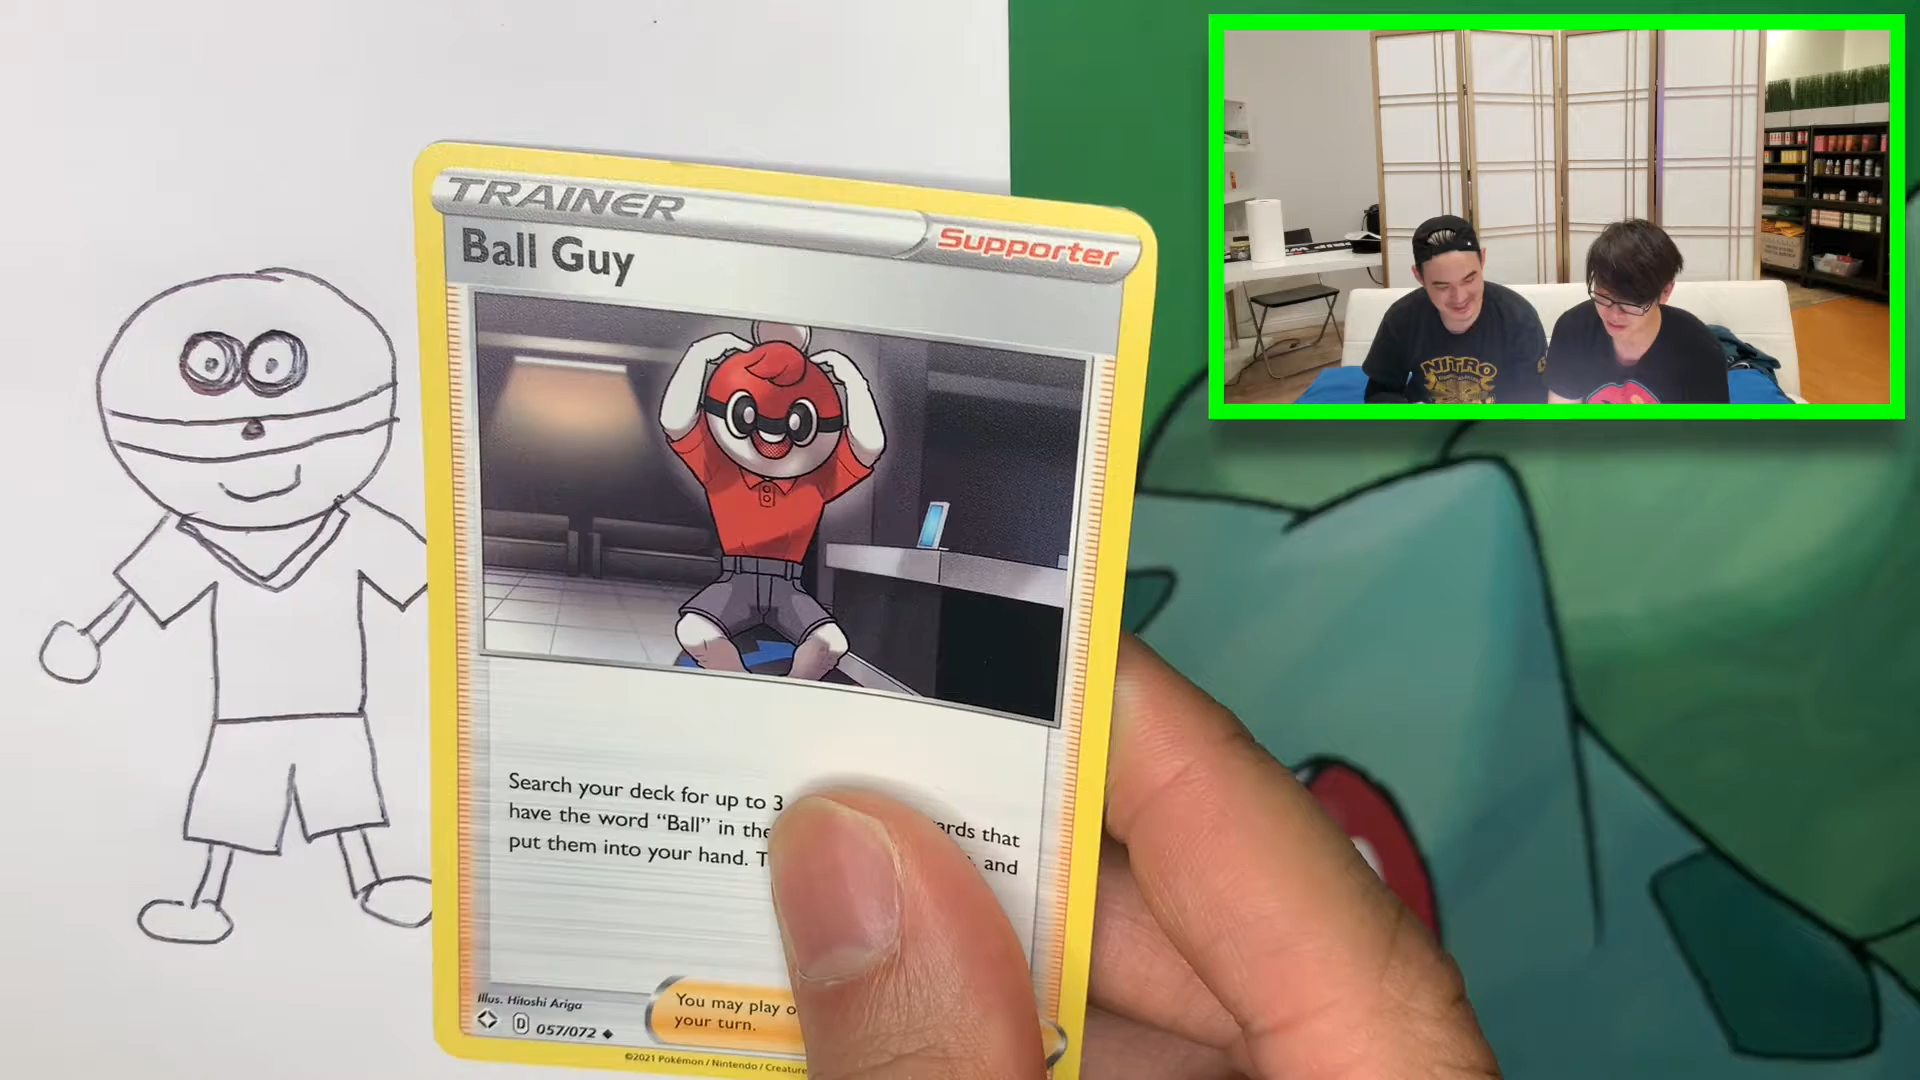 TRAINER
Supporter
Ball Guy
Search your deck for up to 3 
have the word “Ball” in the
put them into your hand. and
Illus. Hitoshi Ariga
D 057/072
You may play
your turn.
©2021 Pokémon / Nintendo / Creature
NITRO